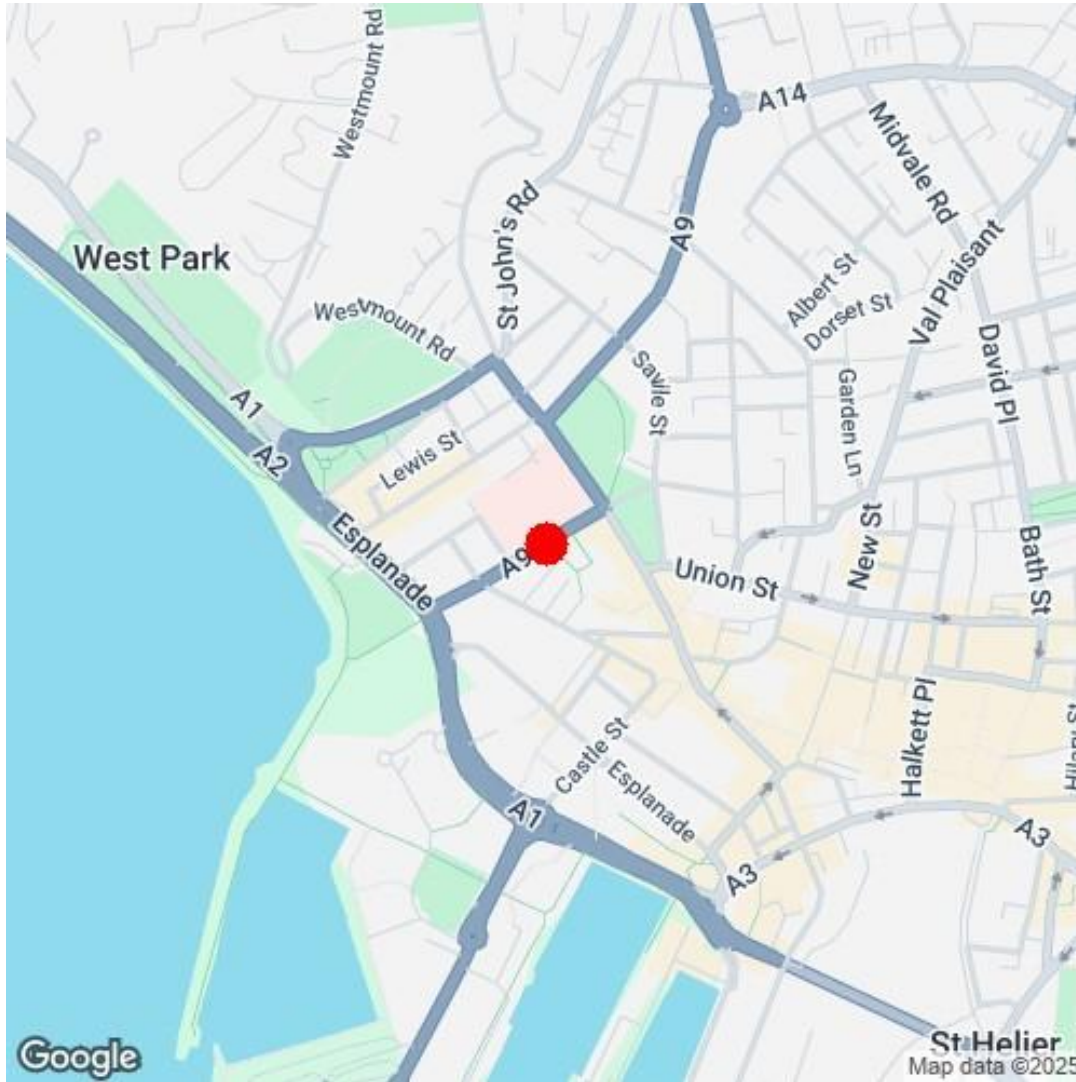 Westmount Rd
A14
Midvale Rd
St John's Rd
A9
West Park
Val Plaisant
Albert St
Dorset St
Westmount Rd
David Pl
Savile St
Garden Ln
A1
A2
Lewis St
New St
Bath St
Esplanade
A9
Union St
Halkett Pl
Castle St
Esplanade
A1
A3
A3
St Helier
Google
Map data ©2025